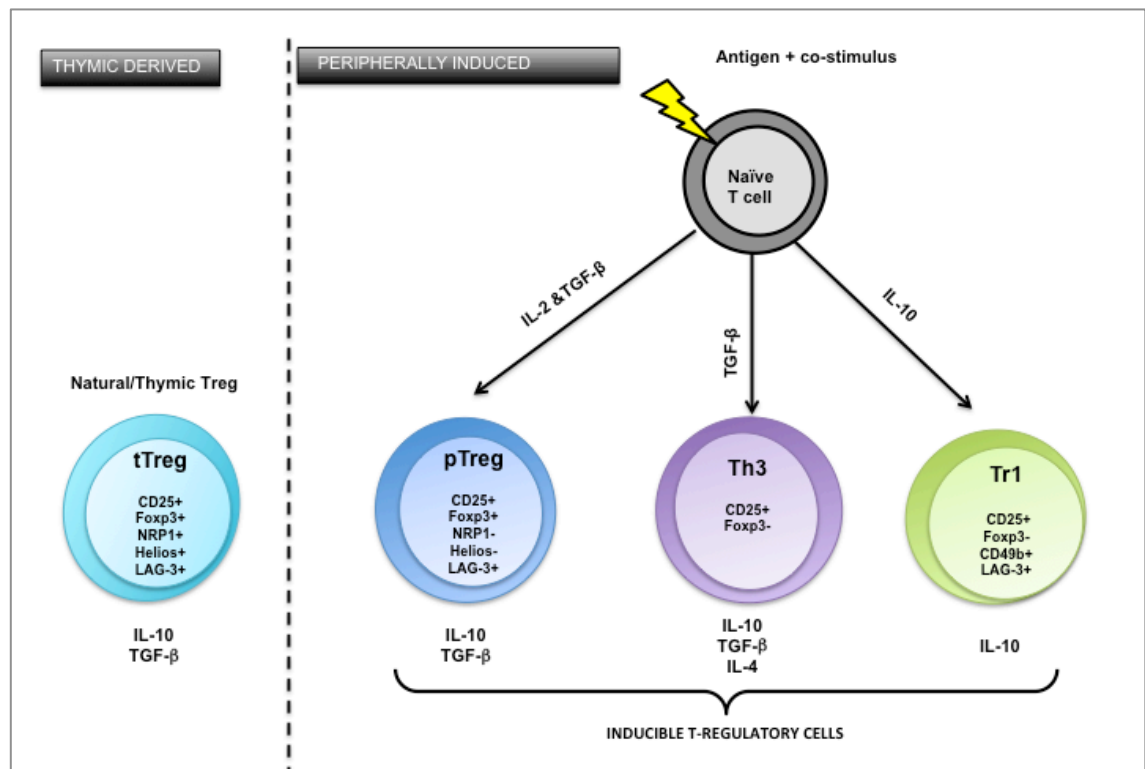 THYMIC DERIVED
PERIPHERALLY INDUCED
Antigen + co-stimulus
Naïve
T cell
IL-2 &TGF-β
TGF-β
IL-10
Natural/Thymic Treg
tTreg
CD25+
Foxp3+
NRP1+
Helios+
LAG-3+
IL-10
TGF-β
pTreg
CD25+
Foxp3+
NRP1-
Helios-
LAG-3+
IL-10
TGF-β
Th3
CD25+
Foxp3-
IL-10
TGF-β
IL-4
Tr1
CD25+
Foxp3-
CD49b+
LAG-3+
IL-10
INDUCIBLE T-REGULATORY CELLS